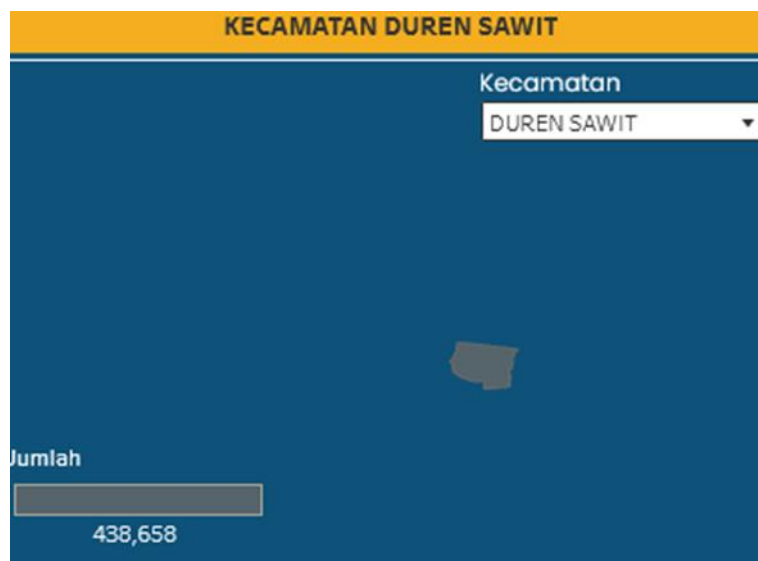 KECAMATAN DUREN SAWIT
Kecamatan
DUREN SAWIT
Jumlah
438,658